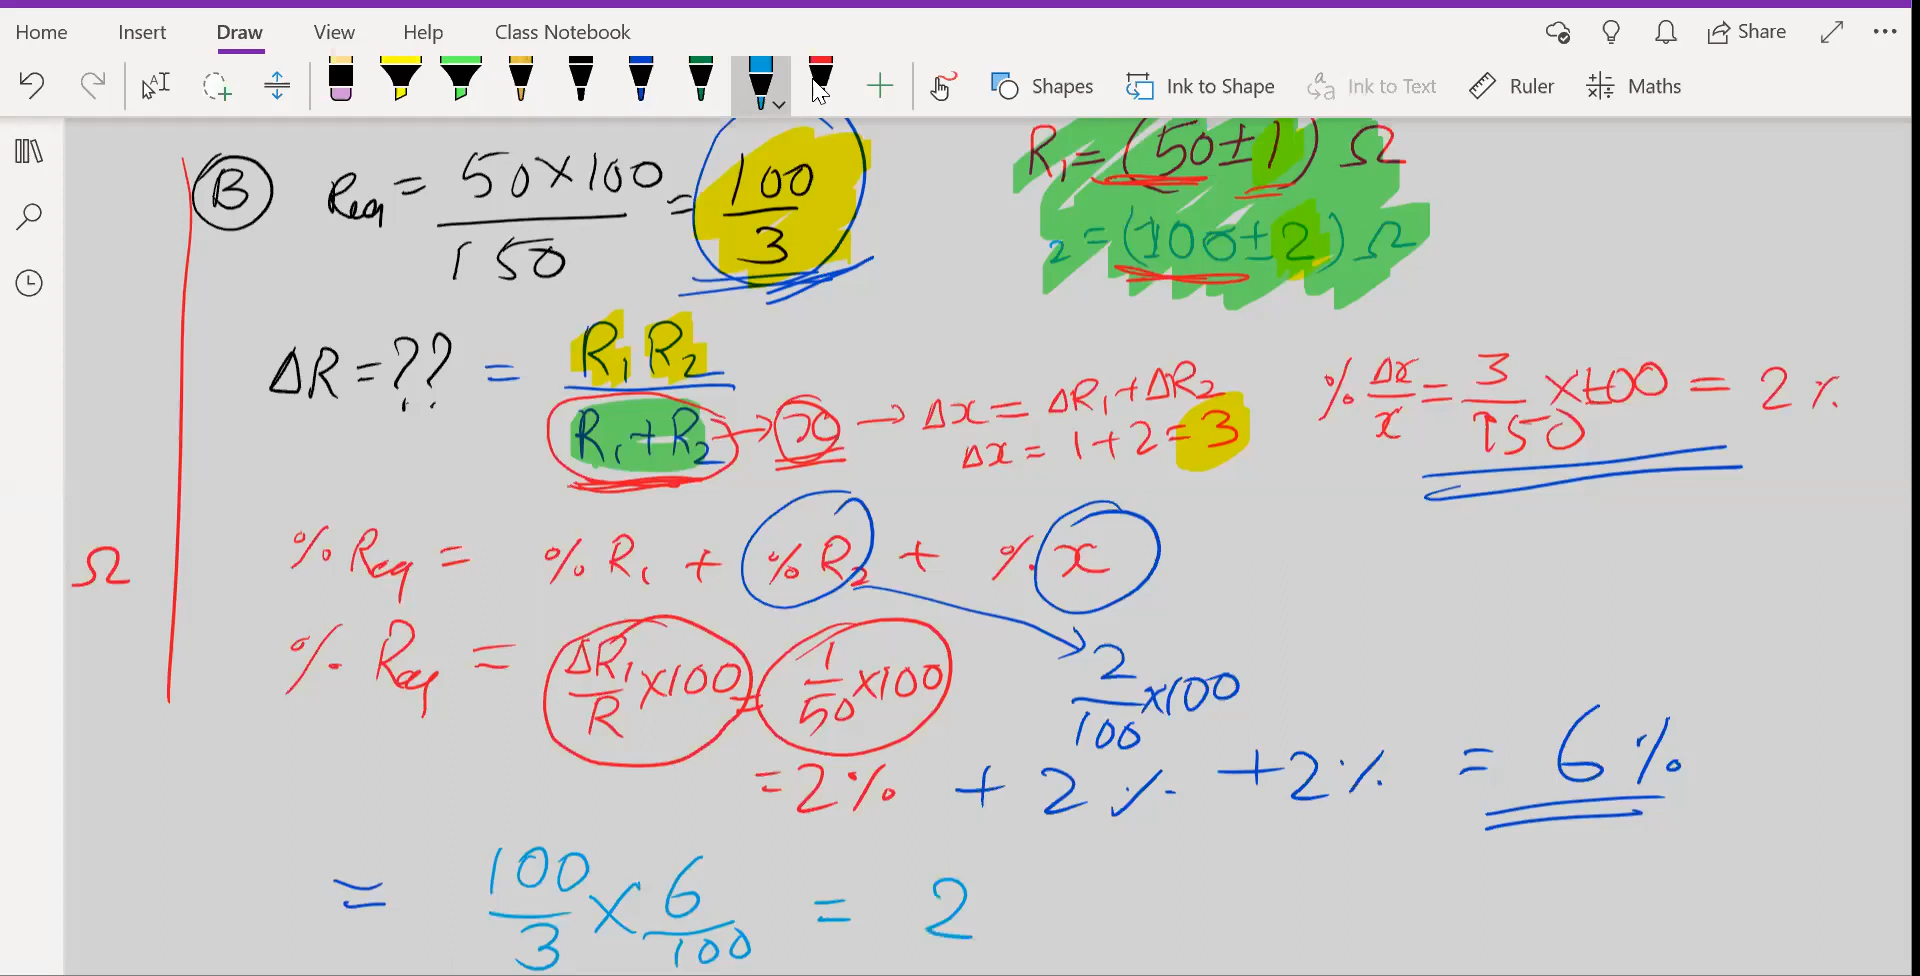 Home Insert Draw View Help Class Notebook Share
Shapes Ink to Shape Ink to Text Ruler Maths
B Req = 50×100/150 = 100/3
R1 = (50±1) Ω
2 = (100±2) Ω
ΔR = ?? = R1 R2 / R1 + R2 → x → Δx = ΔR1 + ΔR2
Δx = 1 + 2 = 3
% Δx/x = 3/150 ×100 = 2 %
Ω
% Req = % R1 + % R2 + % x
% Req = ΔR1/R ×100 = 1/50 ×100
2/100 ×100
= 2% + 2% + 2% = 6%
= 100/3 × 6/100 = 2